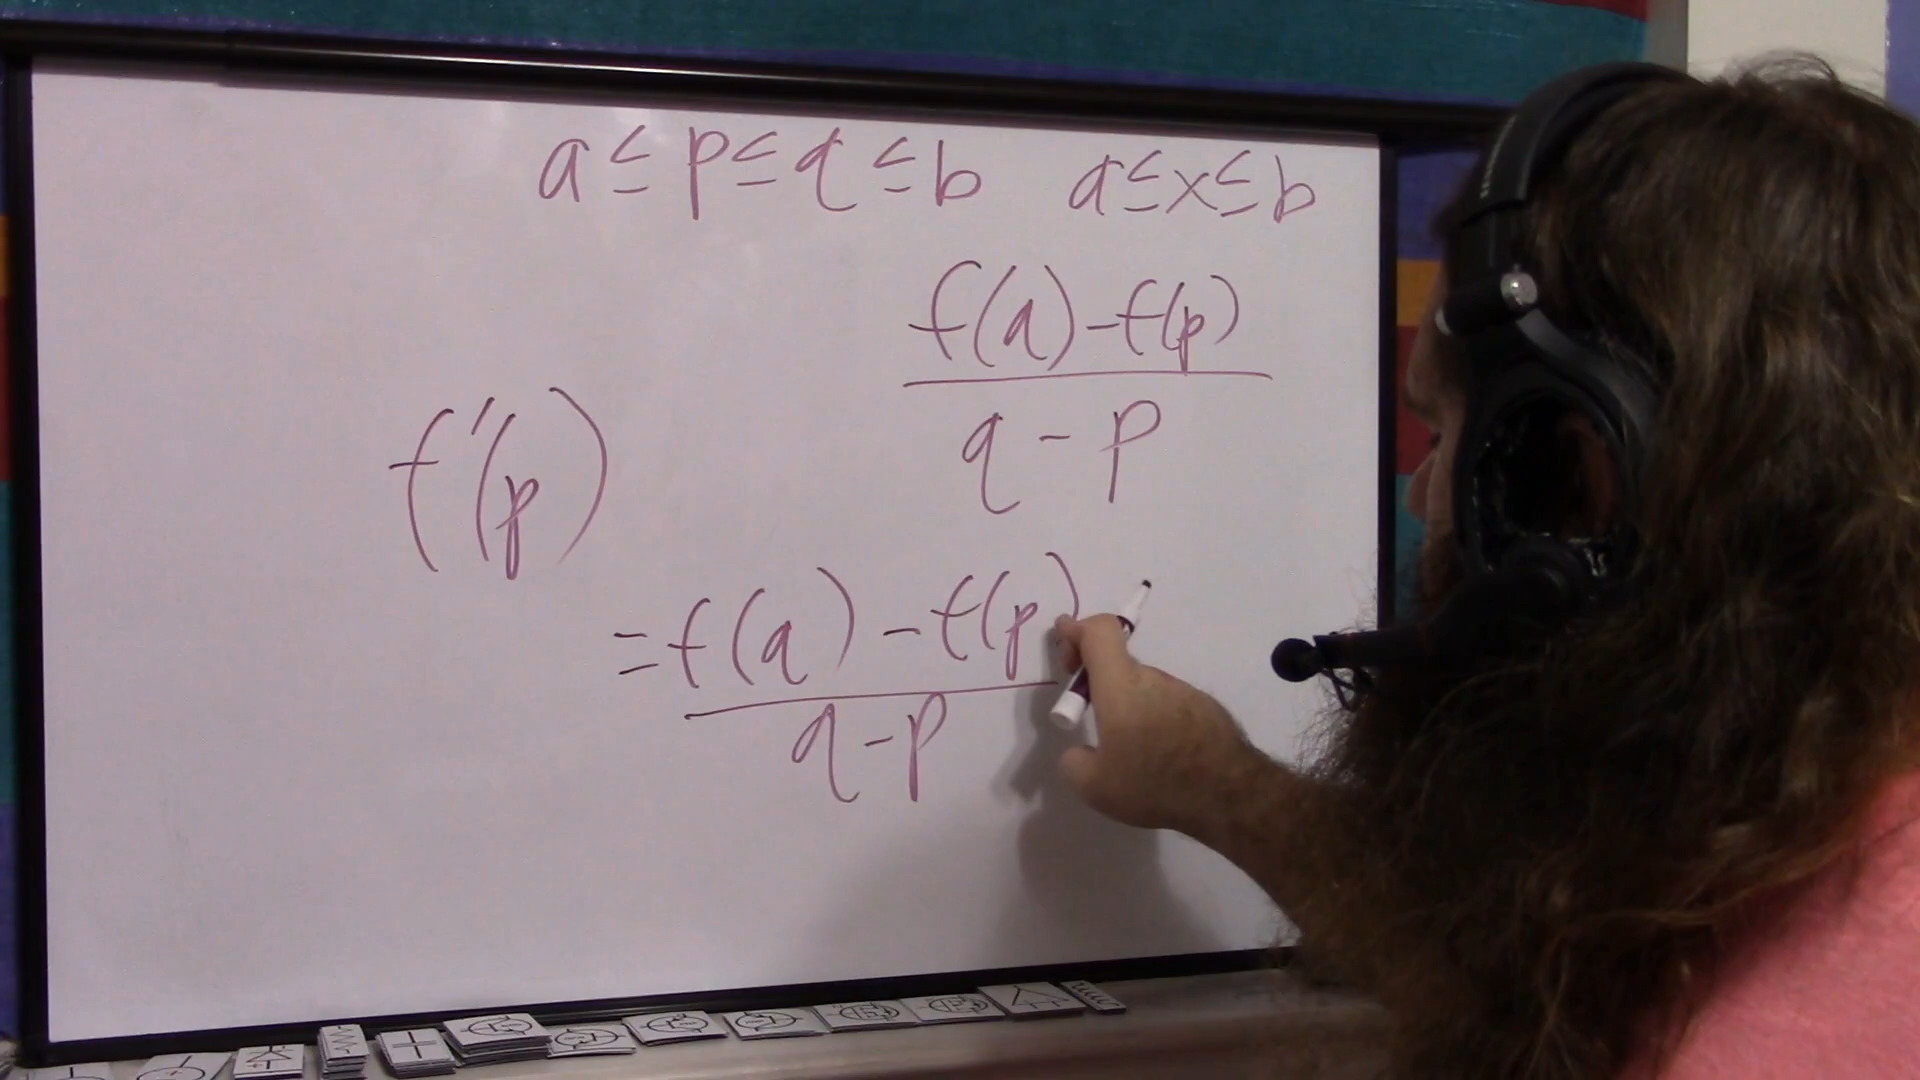 a ≤ p ≤ q ≤ b a ≤ x ≤ b
f(q) - f(p)
q - p
f'(p)
= f(q) - f(p)
q - p